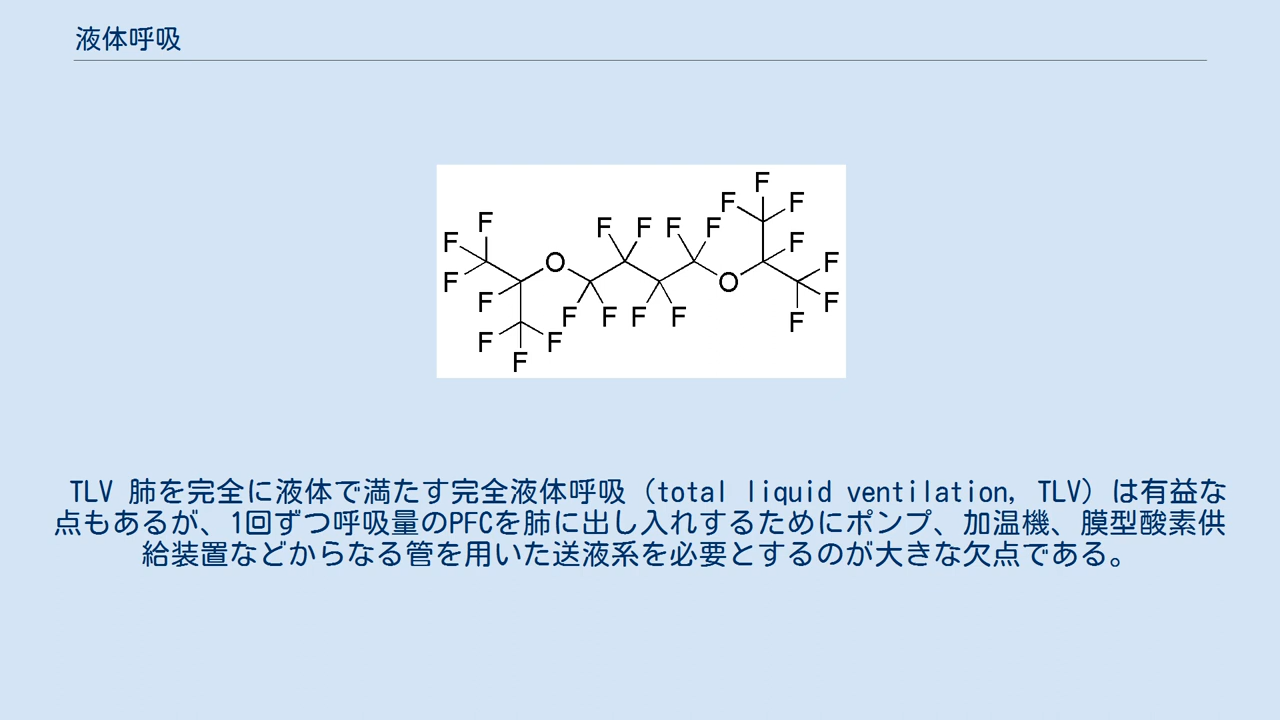 液体呼吸
F
F F F
F F F F F F F
F O F
F O F
F F F F F F
F F
F
TLV 肺を完全に液体で満たす完全液体呼吸（total liquid ventilation, TLV）は有益な
点もあるが、1回ずつ呼吸量のPFCを肺に出し入れするためにポンプ、加温機、膜型酸素供
給装置などからなる管を用いた送液系を必要とするのが大きな欠点である。